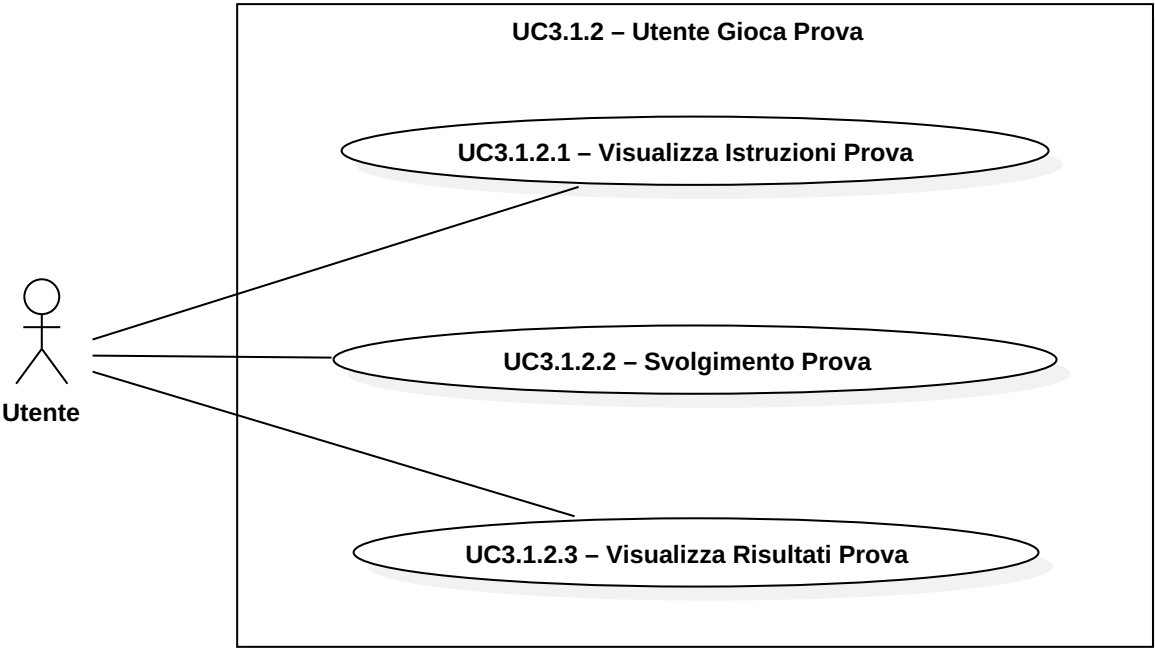 UC3.1.2 – Utente Gioca Prova
UC3.1.2.1 – Visualizza Istruzioni Prova
UC3.1.2.2 – Svolgimento Prova
Utente
UC3.1.2.3 – Visualizza Risultati Prova